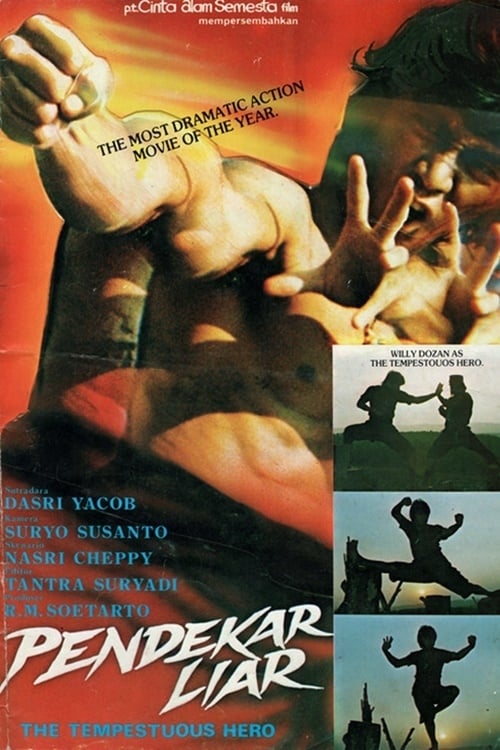 p.t.Cinta alam Semesta film
mempersembahkan
THE MOST DRAMATIC ACTION
MOVIE OF THE YEAR.
WILLY DOZAN AS
THE TEMPESTOUOS HERO.
Sutradara
DASRI YACOB
Kamera
SURYO SUSANTO
Skenario
NASRI CHEPPY
Editor
TANTRA SURYADI
Produser
R.M. SOETARTO
PENDEKAR
LIAR
THE TEMPESTUOUS HERO